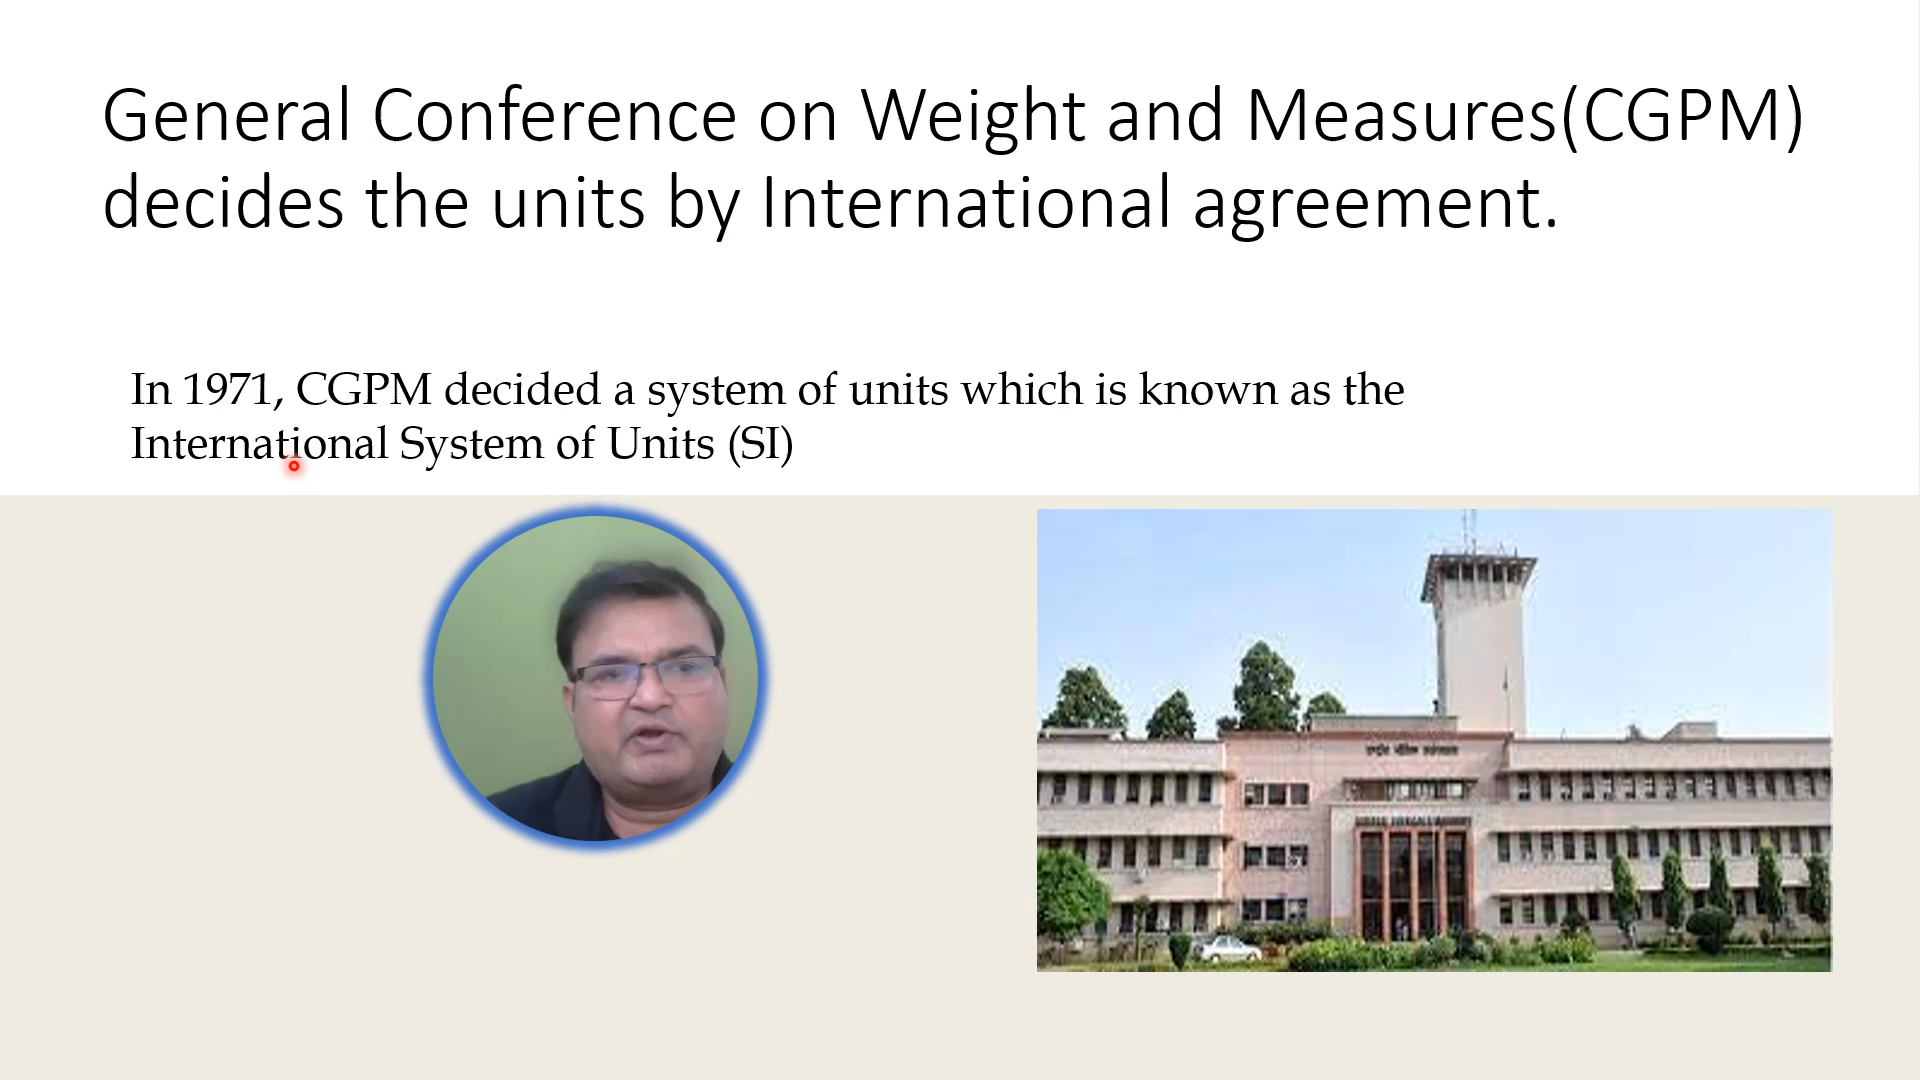 General Conference on Weight and Measures(CGPM)
decides the units by International agreement.
In 1971, CGPM decided a system of units which is known as the
International System of Units (SI)